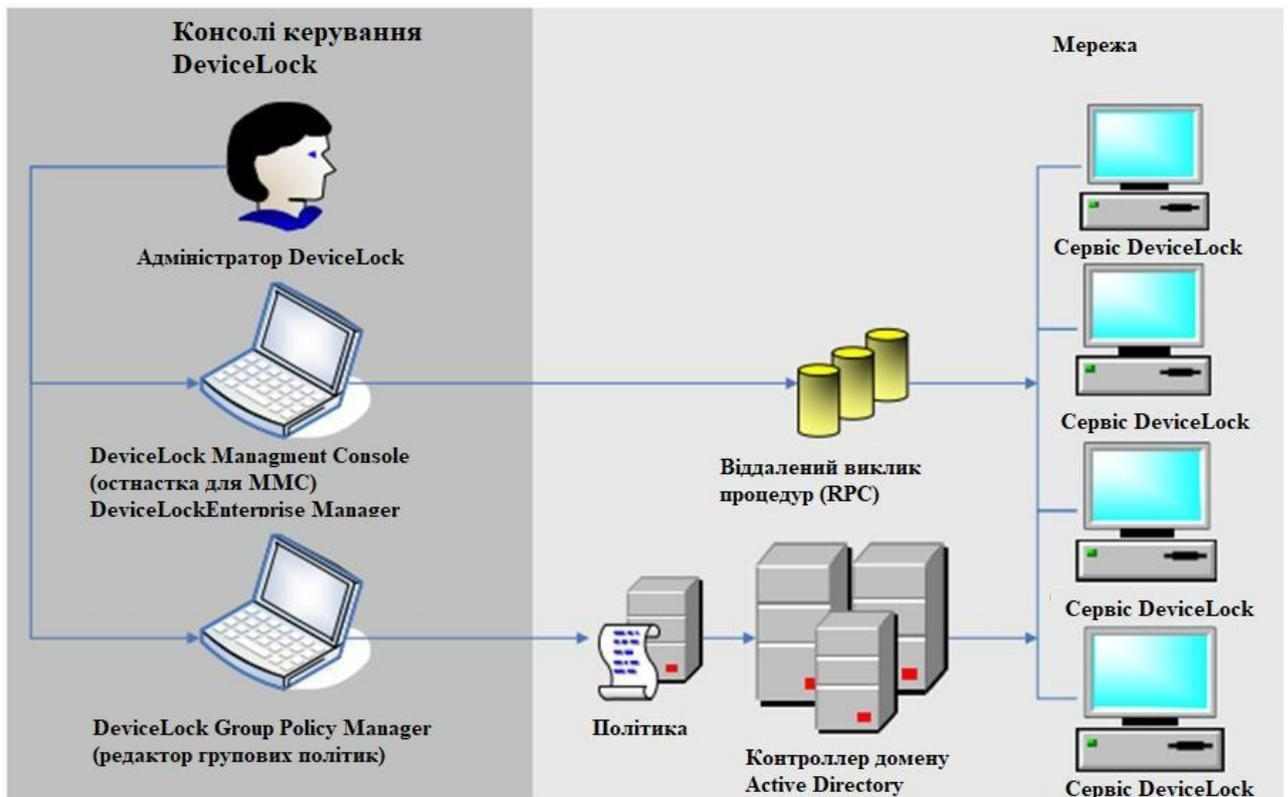 Консолі керування
DeviceLock
Мережа
Адміністратор DeviceLock
Сервіс DeviceLock
DeviceLock Managment Console
(остнастка для MMC)
DeviceLockEnterprise Manager
Віддалений виклик
процедур (RPC)
Сервіс DeviceLock
Сервіс DeviceLock
DeviceLock Group Policy Manager
(редактор групових політик)
Політика
Контроллер домену
Active Directory
Сервіс DeviceLock